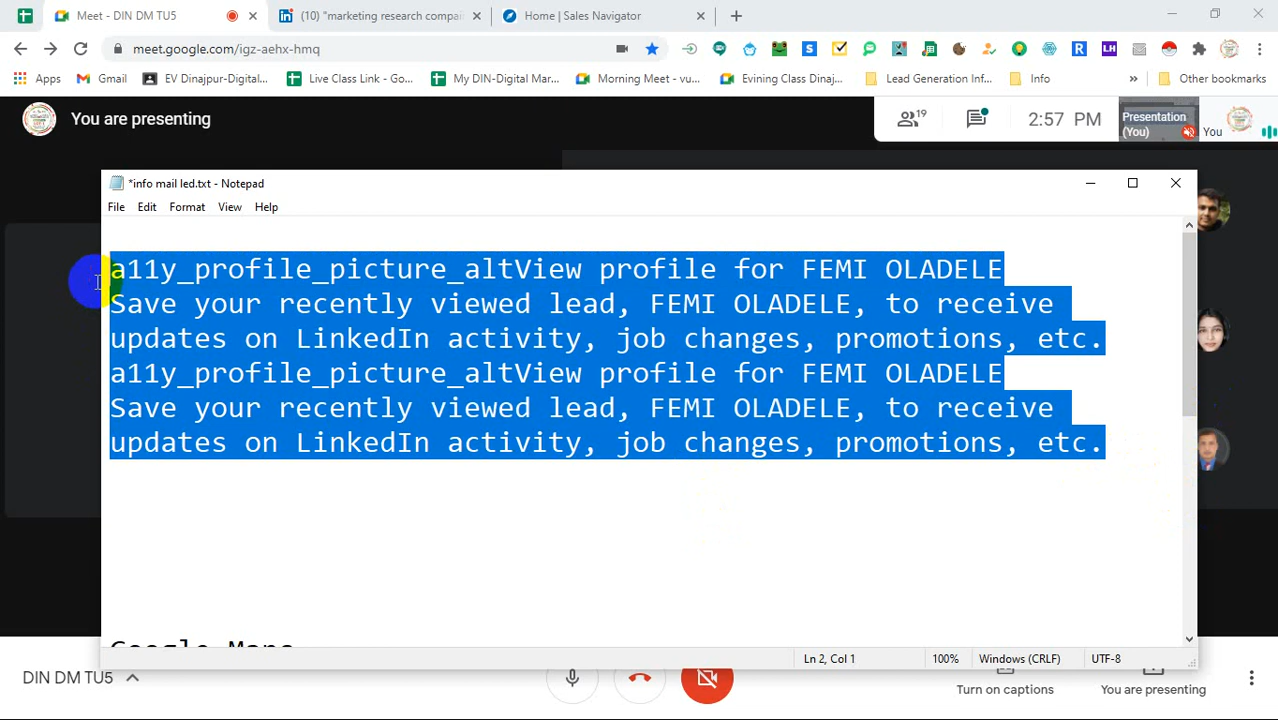 Meet - DIN DM TU5
(10) "marketing research compa
Home | Sales Navigator
meet.google.com/igz-aehx-hmq
Apps
Gmail
EV Dinajpur-Digital...
Live Class Link - Go...
My DIN-Digital Mar...
Morning Meet - vu...
Evining Class Dinaj...
Lead Generation Inf...
Info
Other bookmarks
You are presenting
19
2:57 PM
Presentation
(You)
You
*info mail led.txt - Notepad
File Edit Format View Help
a11y_profile_picture_altView profile for FEMI OLADELE
Save your recently viewed lead, FEMI OLADELE, to receive
updates on LinkedIn activity, job changes, promotions, etc.
a11y_profile_picture_altView profile for FEMI OLADELE
Save your recently viewed lead, FEMI OLADELE, to receive
updates on LinkedIn activity, job changes, promotions, etc.
Google Maps
Ln 2, Col 1
100%
Windows (CRLF)
UTF-8
DIN DM TU5
Turn on captions
You are presenting